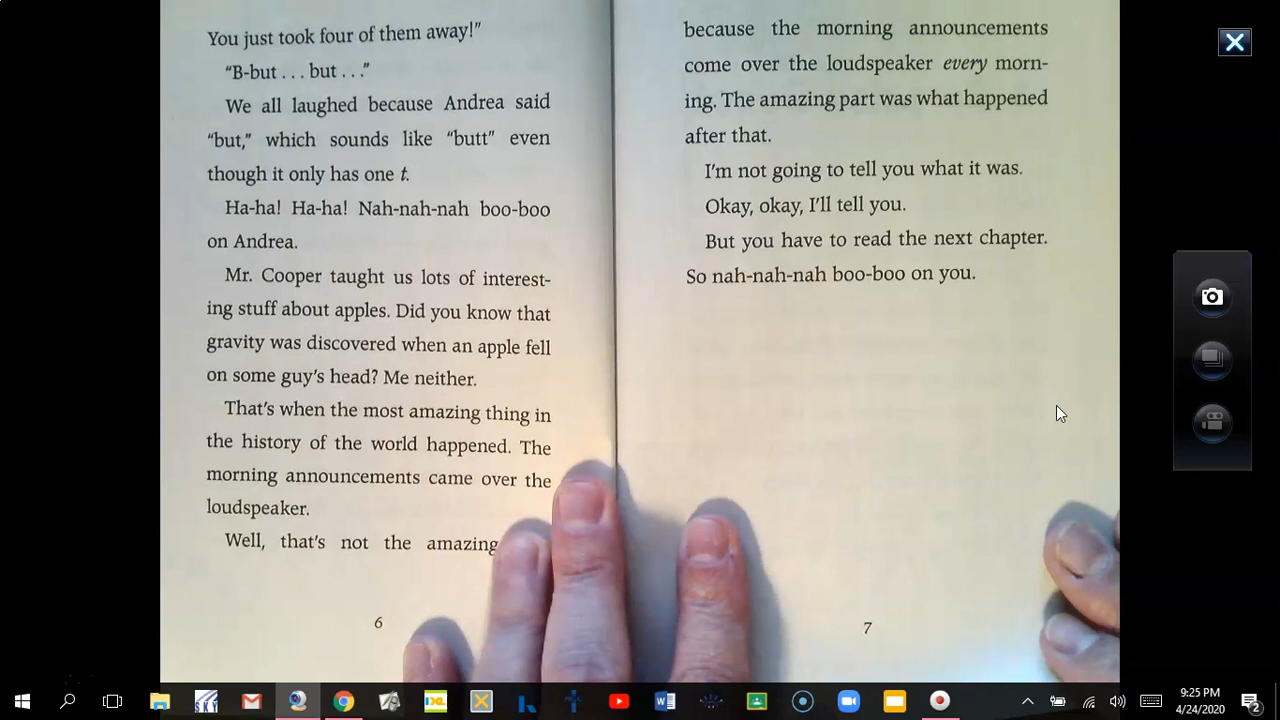 You just took four of them away!”
“B-but . . . but . . .”
We all laughed because Andrea said
“but,” which sounds like “butt” even
though it only has one t.
Ha-ha! Ha-ha! Nah-nah-nah boo-boo
on Andrea.
Mr. Cooper taught us lots of interest-
ing stuff about apples. Did you know that
gravity was discovered when an apple fell
on some guy’s head? Me neither.
That’s when the most amazing thing in
the history of the world happened. The
morning announcements came over the
loudspeaker.
Well, that’s not the amazing
6
because the morning announcements
come over the loudspeaker every morn-
ing. The amazing part was what happened
after that.
I’m not going to tell you what it was.
Okay, okay, I’ll tell you.
But you have to read the next chapter.
So nah-nah-nah boo-boo on you.
7
IXL
9:25 PM
4/24/2020
2